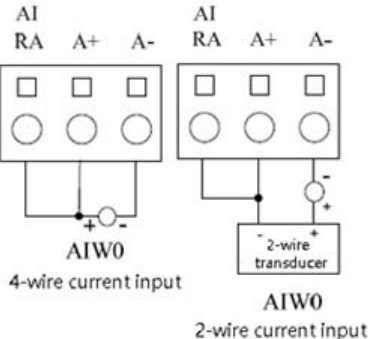 AI
RA A+ A-
+ -
AIW0
4-wire current input
AI
RA A+ A-
-
+
- +
2-wire
transducer
AIW0
2-wire current input